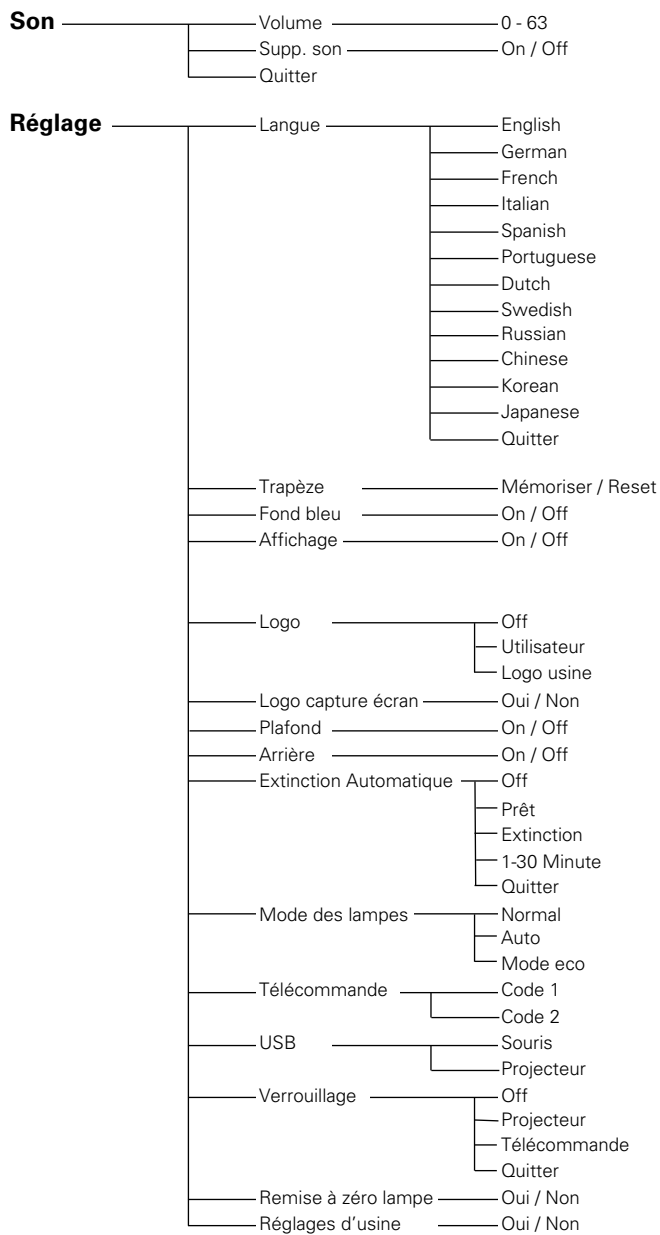 Son Volume 0 - 63
Supp. son On / Off
Quitter
Réglage Langue English
German
French
Italian
Spanish
Portuguese
Dutch
Swedish
Russian
Chinese
Korean
Japanese
Quitter
Trapèze Mémoriser / Reset
Fond bleu On / Off
Affichage On / Off
Logo Off
Utilisateur
Logo usine
Logo capture écran Oui / Non
Plafond On / Off
Arrière On / Off
Extinction Automatique Off
Prêt
Extinction
1-30 Minute
Quitter
Mode des lampes Normal
Auto
Mode eco
Télécommande Code 1
Code 2
USB Souris
Projecteur
Verrouillage Off
Projecteur
Télécommande
Quitter
Remise à zéro lampe Oui / Non
Réglages d'usine Oui / Non